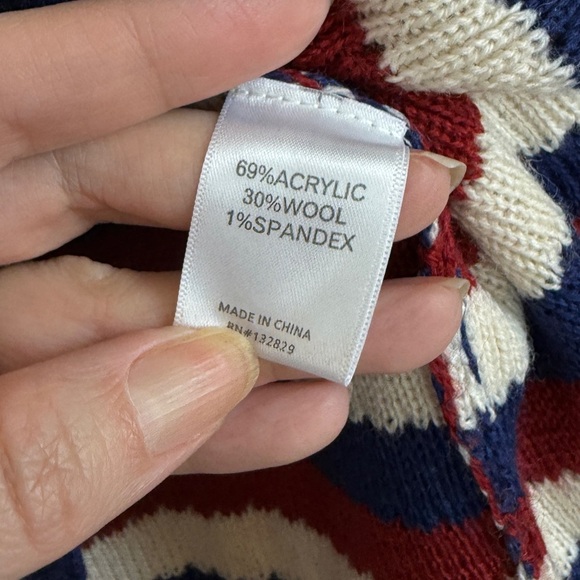 69%ACRYLIC
30%WOOL
1%SPANDEX
MADE IN CHINA
RN#132829